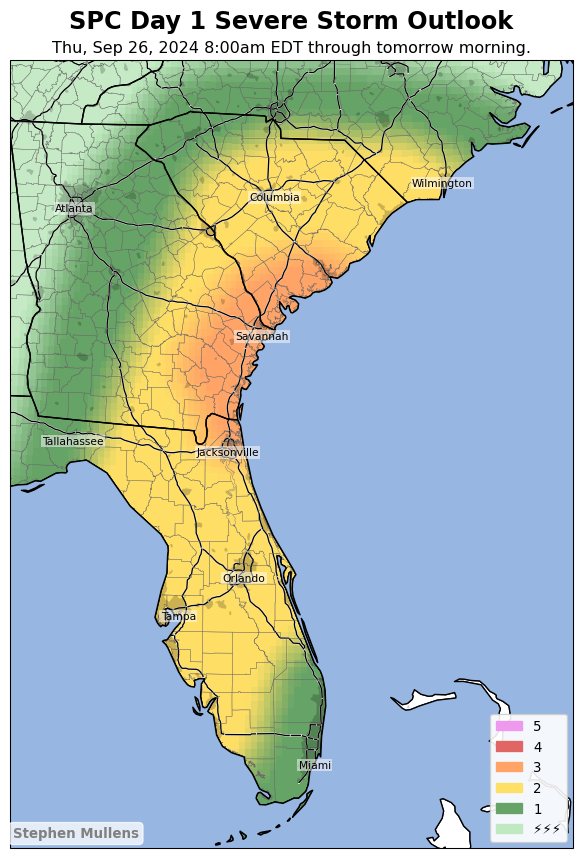 SPC Day 1 Severe Storm Outlook
Thu, Sep 26, 2024 8:00am EDT through tomorrow morning.
Wilmington
Columbia
Atlanta
Savannah
Tallahassee
Jacksonville
Orlando
Tampa
Miami
5
4
3
2
1
⚡⚡⚡
Stephen Mullens